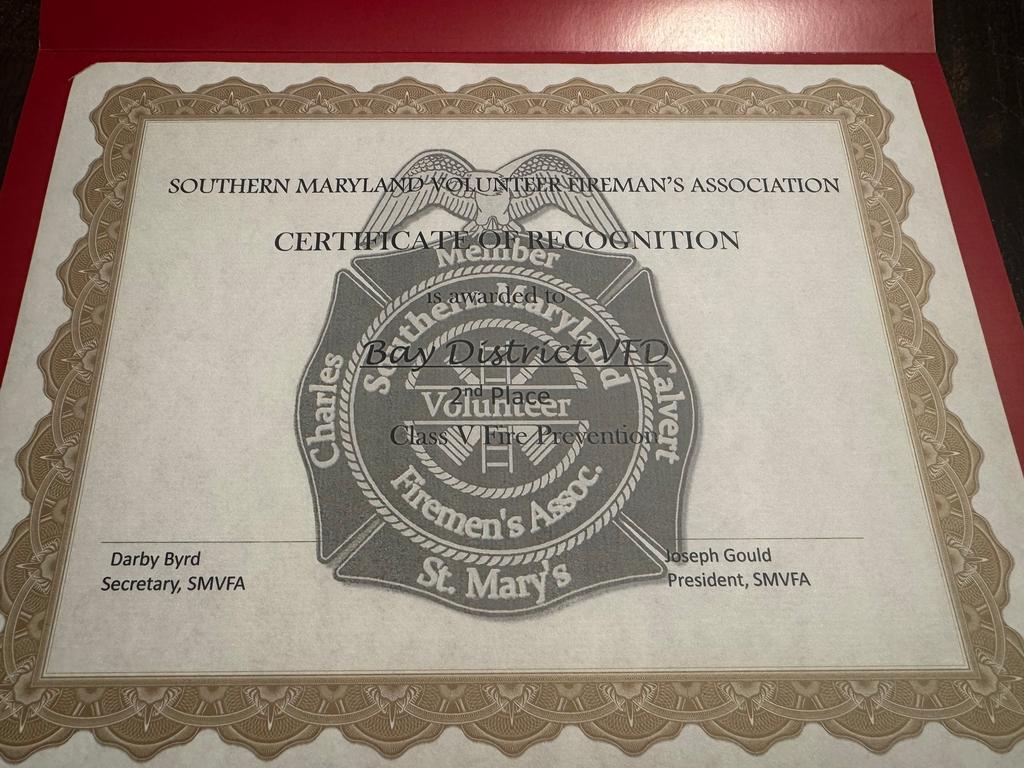 SOUTHERN MARYLAND VOLUNTEER FIREMAN'S ASSOCIATION
CERTIFICATE OF RECOGNITION
Member
is awarded to
Southern Maryland
Bay District VFD
Charles
Calvert
2nd Place
Volunteer
Class V Fire Prevention
Firemen's Assoc.
St. Mary's
Darby Byrd
Secretary, SMVFA
Joseph Gould
President, SMVFA